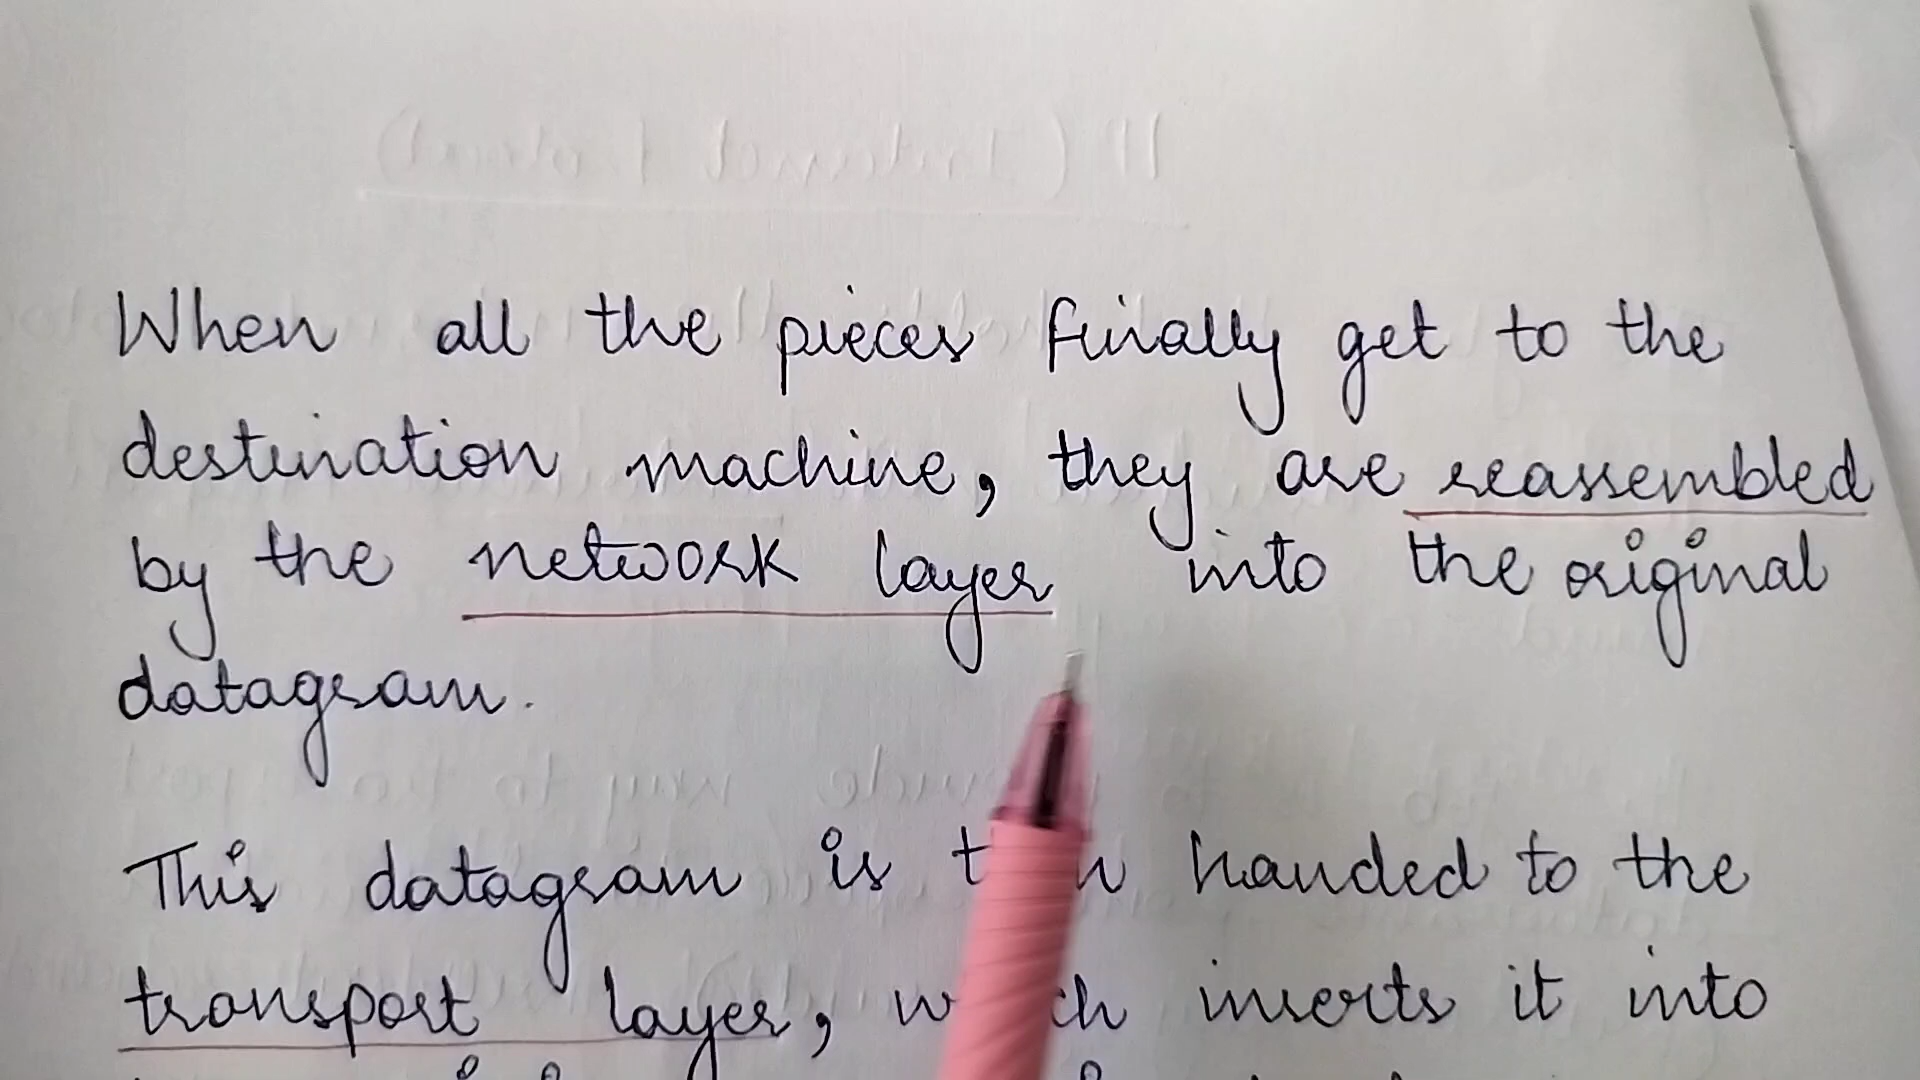 When all the pieces finally get to the
destination machine, they are reassembled
by the network layer into the original
datagram.
This datagram is handed to the
transport layer, inserts it into